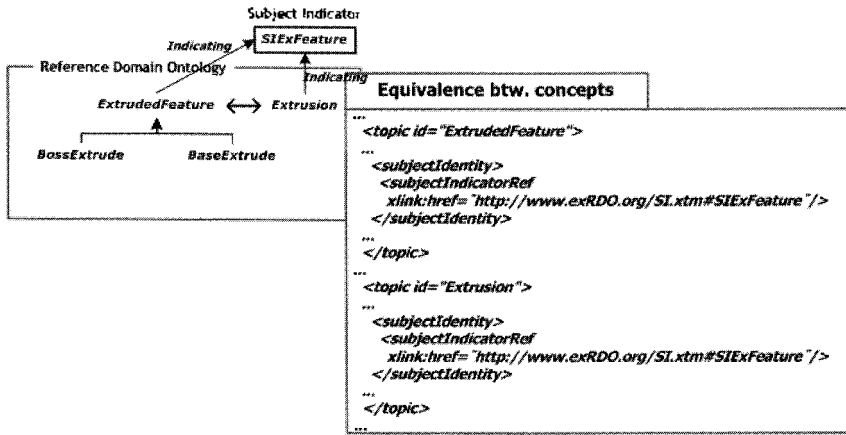 Subject Indicator
SIExFeature
Indicating
Indicating
Reference Domain Ontology
ExtrudedFeature
Extrusion
BossExtrude
BaseExtrude
Equivalence btw. concepts
...
<topic id="ExtrudedFeature">
...
<subjectIdentity>
<subjectIndicatorRef
xlink:href="http://www.exRDO.org/SI.xtm#SIExFeature"/>
</subjectIdentity>
...
</topic>
...
<topic id="Extrusion">
...
<subjectIdentity>
<subjectIndicatorRef
xlink:href="http://www.exRDO.org/SI.xtm#SIExFeature"/>
</subjectIdentity>
...
</topic>
...